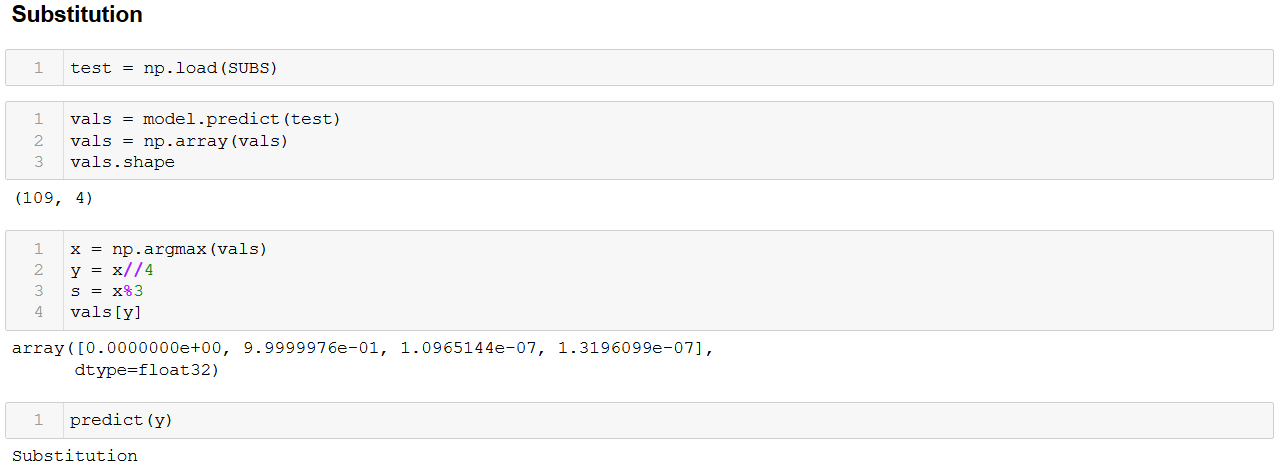 Substitution
1 test = np.load(SUBS)
1 vals = model.predict(test)
2 vals = np.array(vals)
3 vals.shape
(109, 4)
1 x = np.argmax(vals)
2 y = x//4
3 s = x%3
4 vals[y]
array([0.0000000e+00, 9.9999976e-01, 1.0965144e-07, 1.3196099e-07],
dtype=float32)
1 predict(y)
Substitution